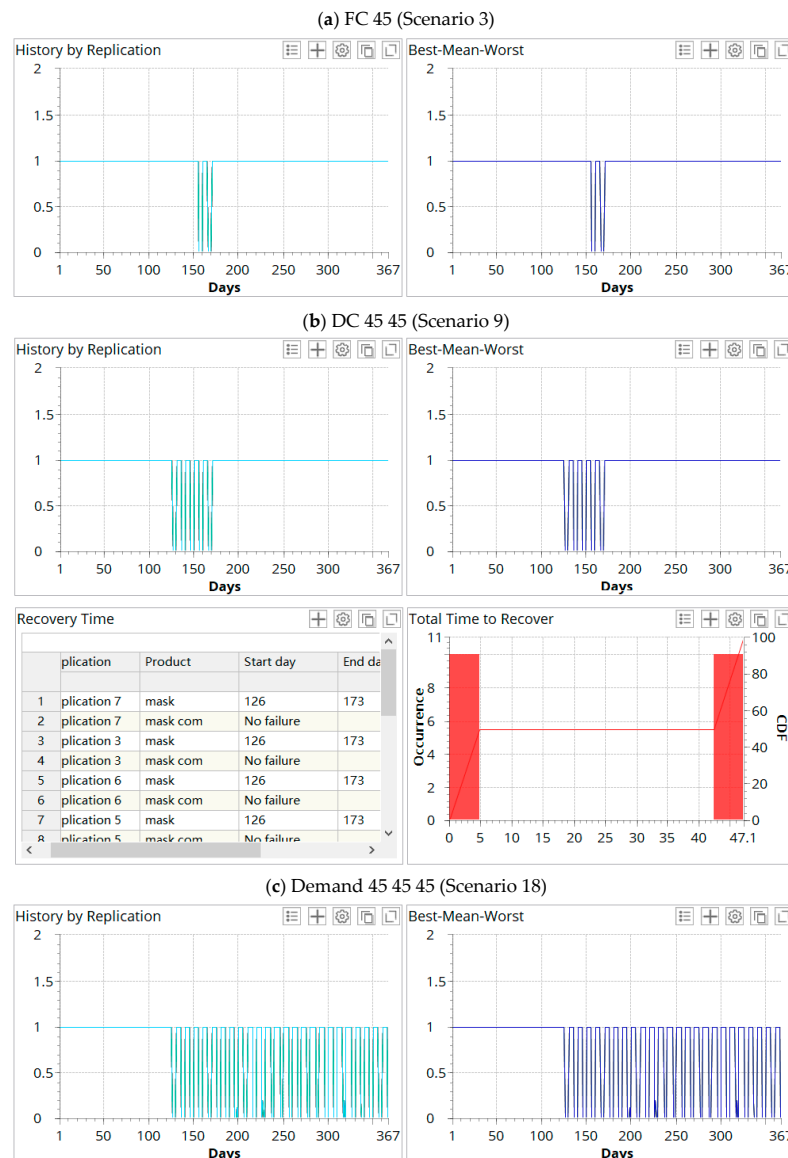 (a) FC 45 (Scenario 3)
History by Replication
2
1.5
1
0.5
0
1 50 100 150 200 250 300 367
Days
Best-Mean-Worst
2
1.5
1
0.5
0
1 50 100 150 200 250 300 367
Days
(b) DC 45 45 (Scenario 9)
History by Replication
2
1.5
1
0.5
0
1 50 100 150 200 250 300 367
Days
Best-Mean-Worst
2
1.5
1
0.5
0
1 50 100 150 200 250 300 367
Days
Recovery Time
plication Product Start day End da
1 plication 7 mask 126 173
2 plication 7 mask com No failure
3 plication 3 mask 126 173
4 plication 3 mask com No failure
5 plication 6 mask 126 173
6 plication 6 mask com No failure
7 plication 5 mask 126 173
8 plication 5 mask com No failure
Total Time to Recover
Occurrence
11
8
6
4
2
0
0 5 10 15 20 25 30 35 40 47.1
100
80
60
40
20
0
CDF
(c) Demand 45 45 45 (Scenario 18)
History by Replication
2
1.5
1
0.5
0
1 50 100 150 200 250 300 367
Days
Best-Mean-Worst
2
1.5
1
0.5
0
1 50 100 150 200 250 300 367
Days